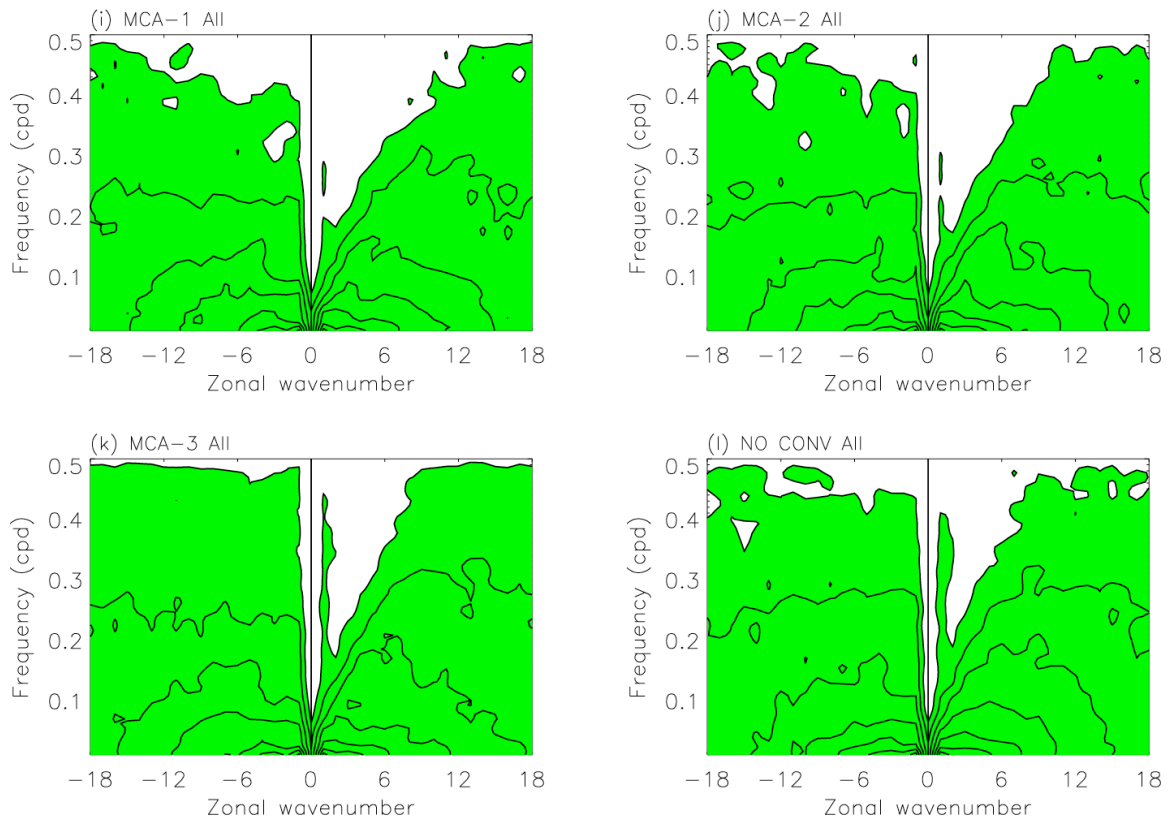 (i) MCA-1 All
0.5
0.4
0.3
0.2
0.1
Frequency (cpd)
-18 -12 -6 0 6 12 18
Zonal wavenumber
(j) MCA-2 All
0.5
0.4
0.3
0.2
0.1
Frequency (cpd)
-18 -12 -6 0 6 12 18
Zonal wavenumber
(k) MCA-3 All
0.5
0.4
0.3
0.2
0.1
Frequency (cpd)
-18 -12 -6 0 6 12 18
Zonal wavenumber
(l) NO CONV All
0.5
0.4
0.3
0.2
0.1
Frequency (cpd)
-18 -12 -6 0 6 12 18
Zonal wavenumber